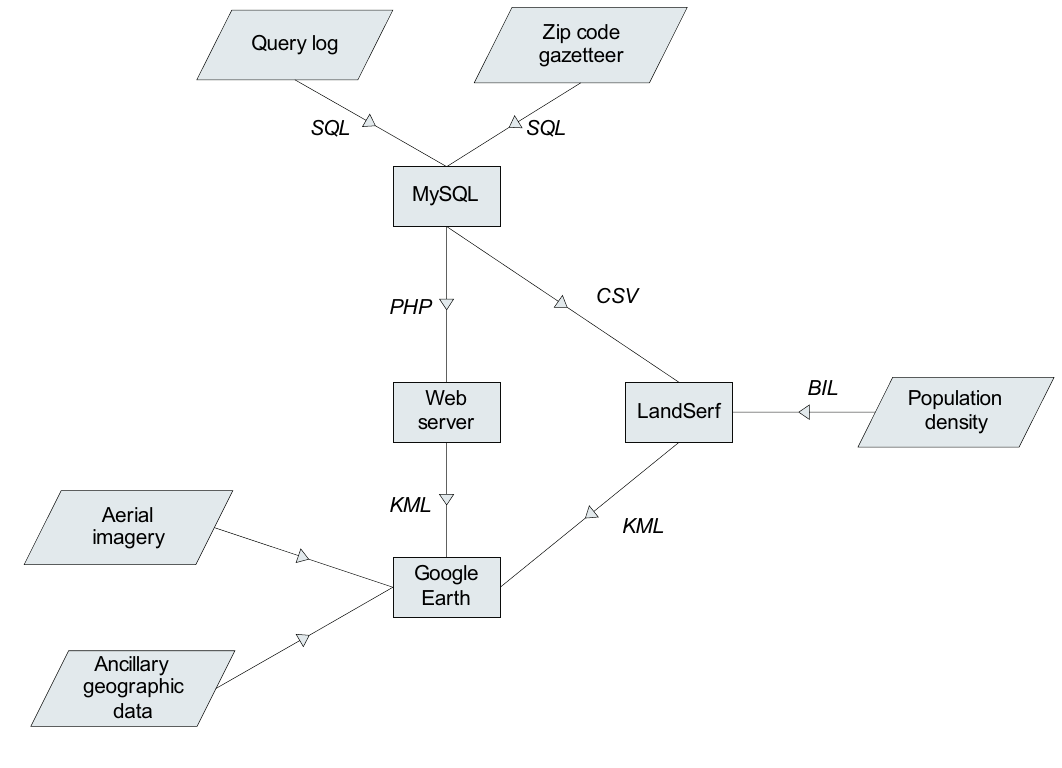 Query log
Zip code
gazetteer
SQL
SQL
MySQL
PHP
CSV
Web
server
LandSerf
BIL
Population
density
KML
KML
Aerial
imagery
Google
Earth
Ancillary
geographic
data